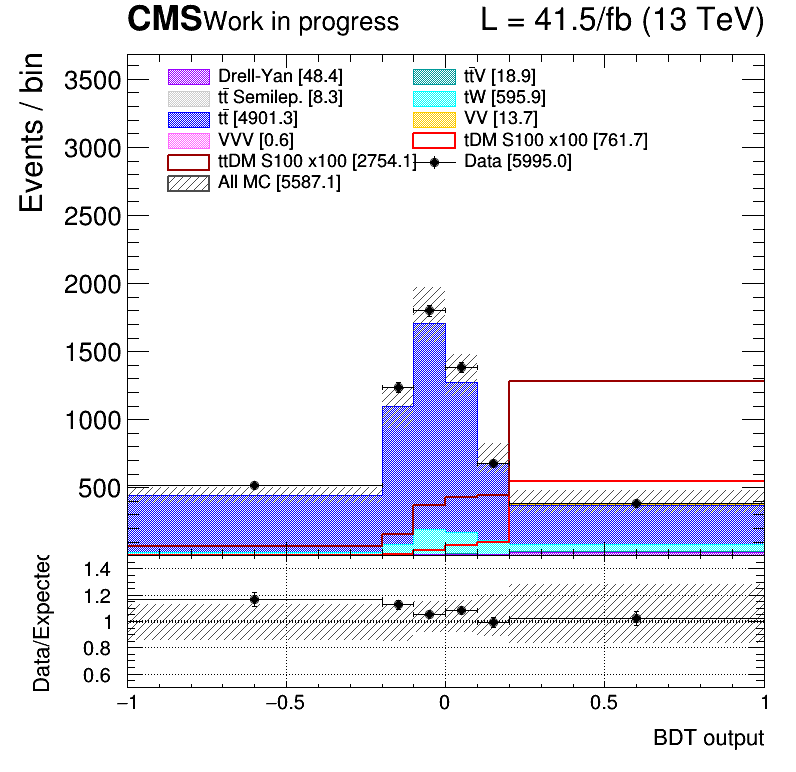 CMS Work in progress L = 41.5/fb (13 TeV)
Events / bin
3500
3000
2500
2000
1500
1000
500
Drell-Yan [48.4] tt̄V [18.9]
tt̄ Semilep. [8.3] tW [595.9]
tt̄ [4901.3] VV [13.7]
VVV [0.6] tDM S100 x100 [761.7]
ttDM S100 x100 [2754.1] Data [5995.0]
All MC [5587.1]
Data/Expected
1.4
1.2
1
0.8
0.6
−1 −0.5 0 0.5 1
BDT output